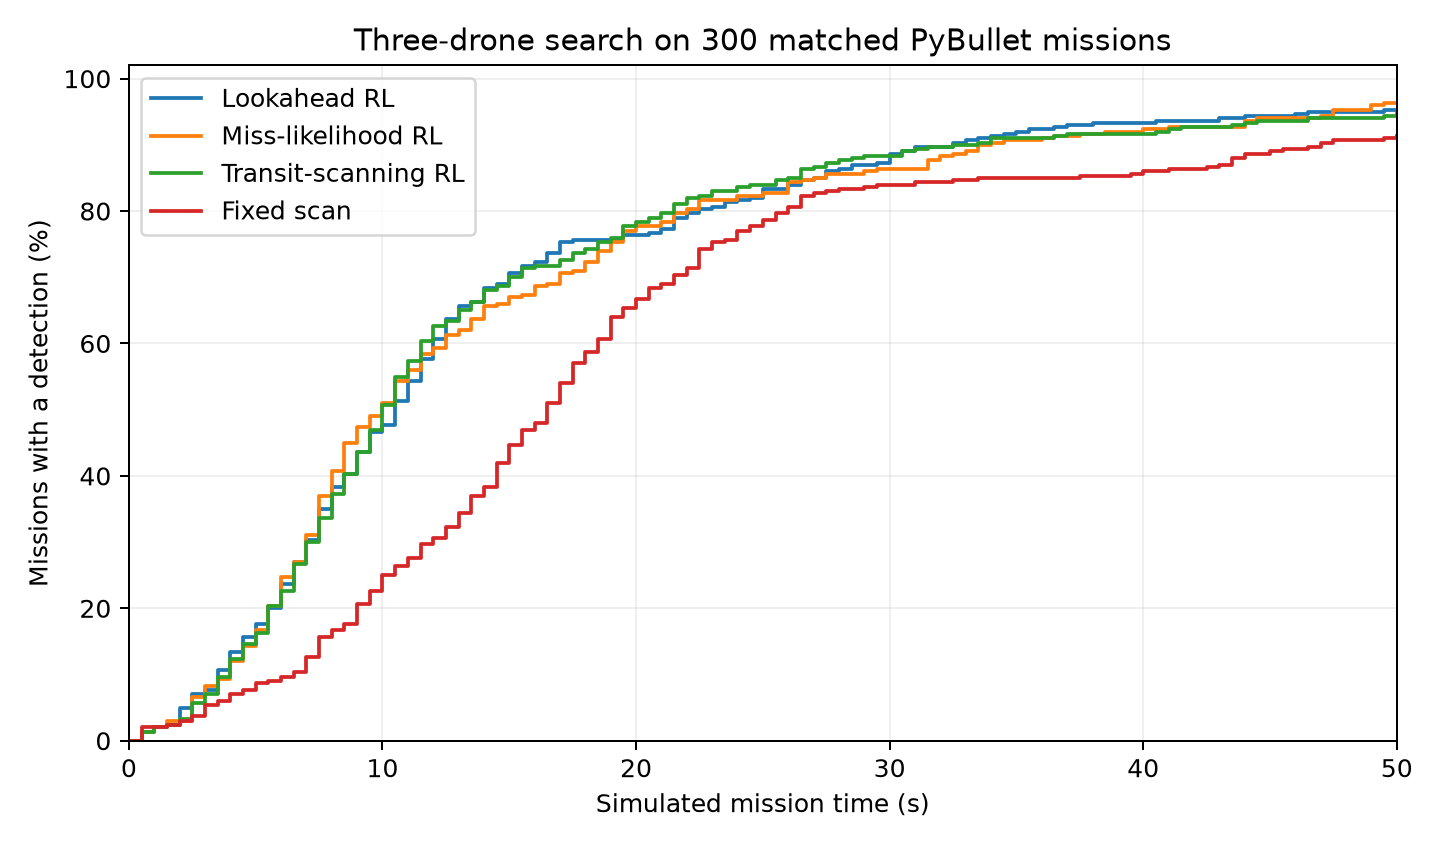 Three-drone search on 300 matched PyBullet missions
Lookahead RL
Miss-likelihood RL
Transit-scanning RL
Fixed scan
Missions with a detection (%)
100
80
60
40
20
0
0 10 20 30 40 50
Simulated mission time (s)